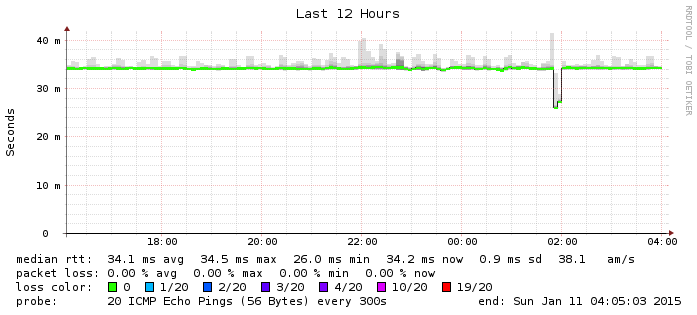 Last 12 Hours
RRDTOOL / TOBI OETIKER
Seconds
40 m
30 m
20 m
10 m
0
18:00 20:00 22:00 00:00 02:00 04:00
median rtt: 34.1 ms avg 34.5 ms max 26.0 ms min 34.2 ms now 0.9 ms sd 38.1 am/s
packet loss: 0.00 % avg 0.00 % max 0.00 % min 0.00 % now
loss color: 0 1/20 2/20 3/20 4/20 10/20 19/20
probe: 20 ICMP Echo Pings (56 Bytes) every 300s end: Sun Jan 11 04:05:03 2015